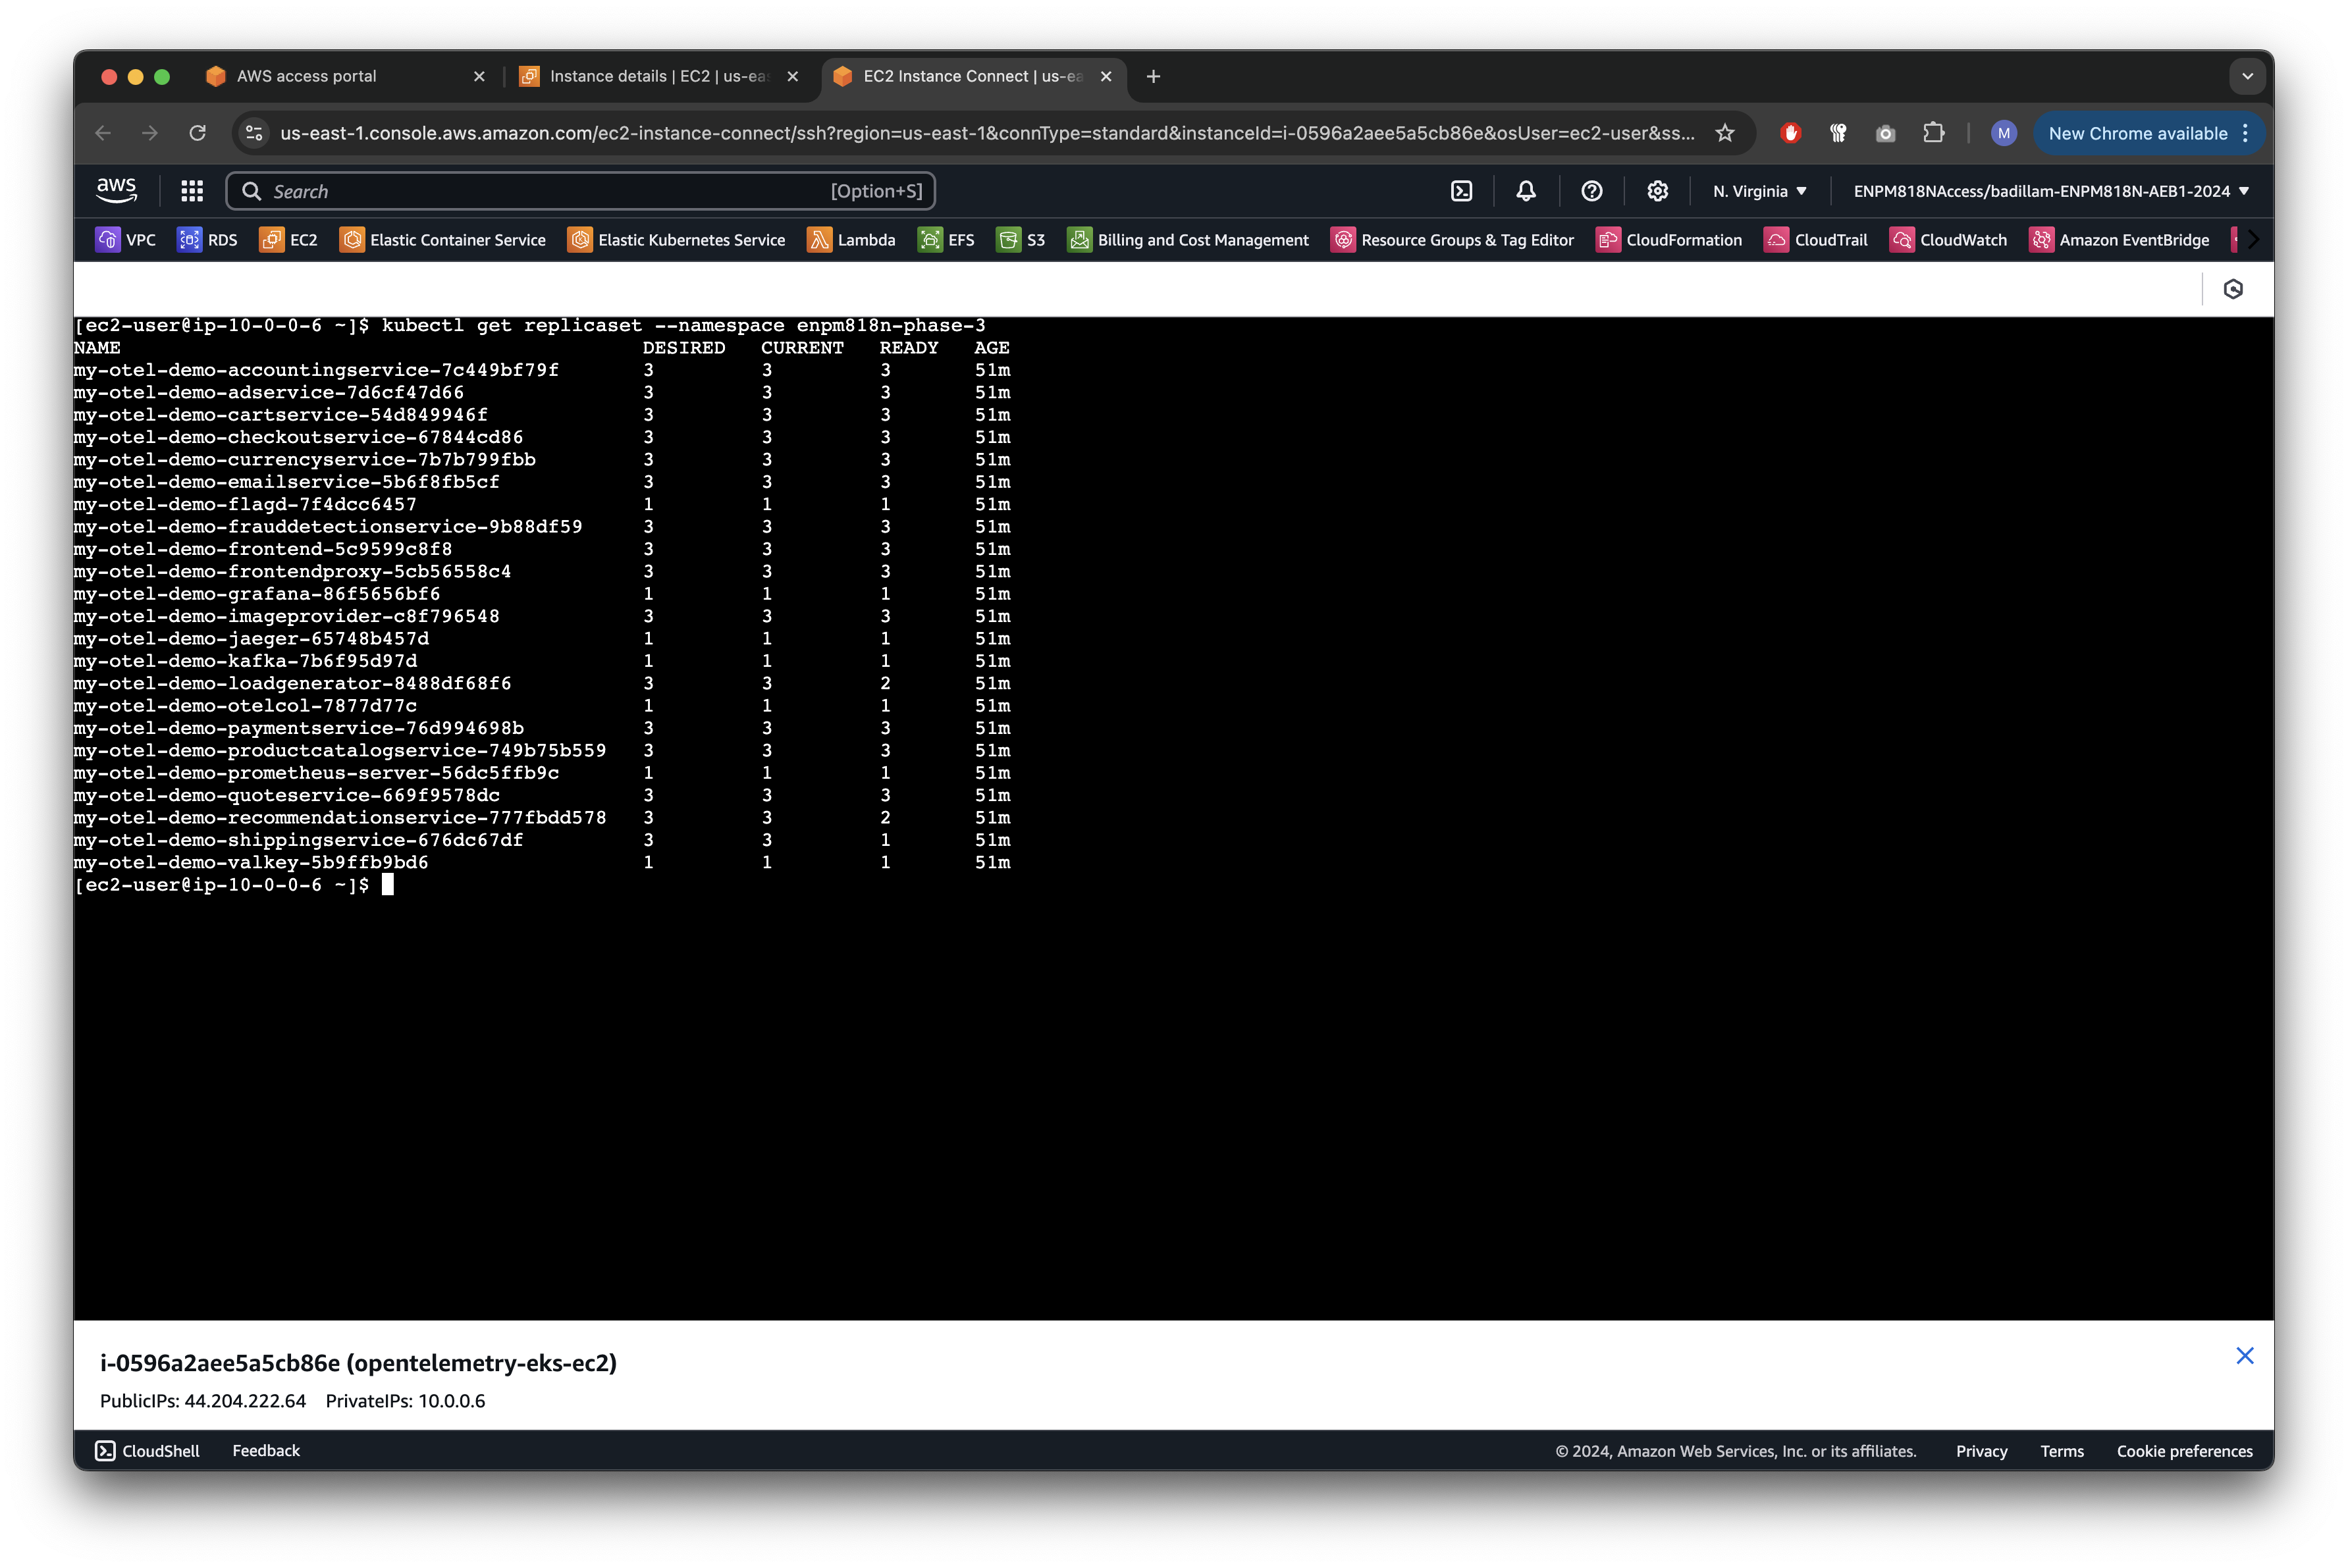 AWS access portal
Instance details | EC2 | us-eas
EC2 Instance Connect | us-ea
us-east-1.console.aws.amazon.com/ec2-instance-connect/ssh?region=us-east-1&connType=standard&instanceId=i-0596a2aee5a5cb86e&osUser=ec2-user&ss...
M
New Chrome available
aws
Search
[Option+S]
N. Virginia
ENPM818NAccess/badillam-ENPM818N-AEB1-2024
VPC RDS EC2 Elastic Container Service Elastic Kubernetes Service Lambda EFS S3 Billing and Cost Management Resource Groups & Tag Editor CloudFormation CloudTrail CloudWatch Amazon EventBridge
[ec2-user@ip-10-0-0-6 ~]$ kubectl get replicaset --namespace enpm818n-phase-3
NAME DESIRED CURRENT READY AGE
my-otel-demo-accountingservice-7c449bf79f 3 3 3 51m
my-otel-demo-adservice-7d6cf47d66 3 3 3 51m
my-otel-demo-cartservice-54d849946f 3 3 3 51m
my-otel-demo-checkoutservice-67844cd86 3 3 3 51m
my-otel-demo-currencyservice-7b7b799fbb 3 3 3 51m
my-otel-demo-emailservice-5b6f8fb5cf 3 3 3 51m
my-otel-demo-flagd-7f4dcc6457 1 1 1 51m
my-otel-demo-frauddetectionservice-9b88df59 3 3 3 51m
my-otel-demo-frontend-5c9599c8f8 3 3 3 51m
my-otel-demo-frontendproxy-5cb56558c4 3 3 3 51m
my-otel-demo-grafana-86f5656bf6 1 1 1 51m
my-otel-demo-imageprovider-c8f796548 3 3 3 51m
my-otel-demo-jaeger-65748b457d 1 1 1 51m
my-otel-demo-kafka-7b6f95d97d 1 1 1 51m
my-otel-demo-loadgenerator-8488df68f6 3 3 2 51m
my-otel-demo-otelcol-7877d77c 1 1 1 51m
my-otel-demo-paymentservice-76d994698b 3 3 3 51m
my-otel-demo-productcatalogservice-749b75b559 3 3 3 51m
my-otel-demo-prometheus-server-56dc5ffb9c 1 1 1 51m
my-otel-demo-quoteservice-669f9578dc 3 3 3 51m
my-otel-demo-recommendationservice-777fbdd578 3 3 2 51m
my-otel-demo-shippingservice-676dc67df 3 3 1 51m
my-otel-demo-valkey-5b9ffb9bd6 1 1 1 51m
[ec2-user@ip-10-0-0-6 ~]$
i-0596a2aee5a5cb86e (opentelemetry-eks-ec2)
PublicIPs: 44.204.222.64 PrivateIPs: 10.0.0.6
CloudShell Feedback © 2024, Amazon Web Services, Inc. or its affiliates. Privacy Terms Cookie preferences